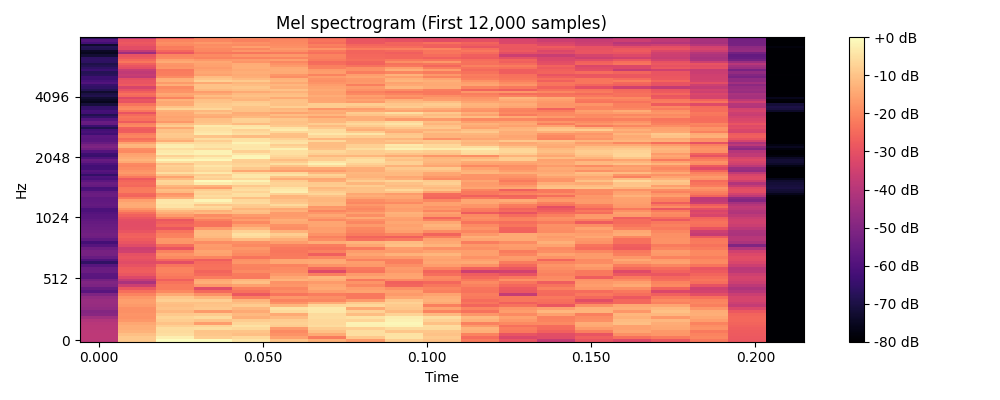 Mel spectrogram (First 12,000 samples)
Hz
4096
2048
1024
512
0
0.000
0.050
0.100
0.150
0.200
Time
+0 dB
-10 dB
-20 dB
-30 dB
-40 dB
-50 dB
-60 dB
-70 dB
-80 dB